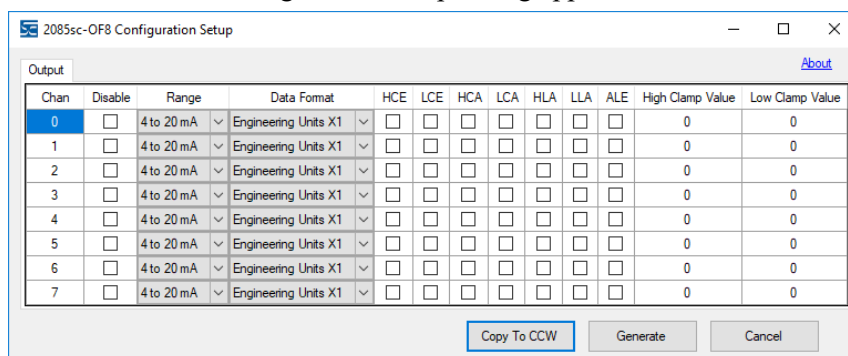 2085sc-OF8 Configuration Setup
About
Output
Chan Disable Range Data Format HCE LCE HCA LCA HLA LLA ALE High Clamp Value Low Clamp Value
0 4 to 20 mA Engineering Units X1 0 0
1 4 to 20 mA Engineering Units X1 0 0
2 4 to 20 mA Engineering Units X1 0 0
3 4 to 20 mA Engineering Units X1 0 0
4 4 to 20 mA Engineering Units X1 0 0
5 4 to 20 mA Engineering Units X1 0 0
6 4 to 20 mA Engineering Units X1 0 0
7 4 to 20 mA Engineering Units X1 0 0
Copy To CCW Generate Cancel